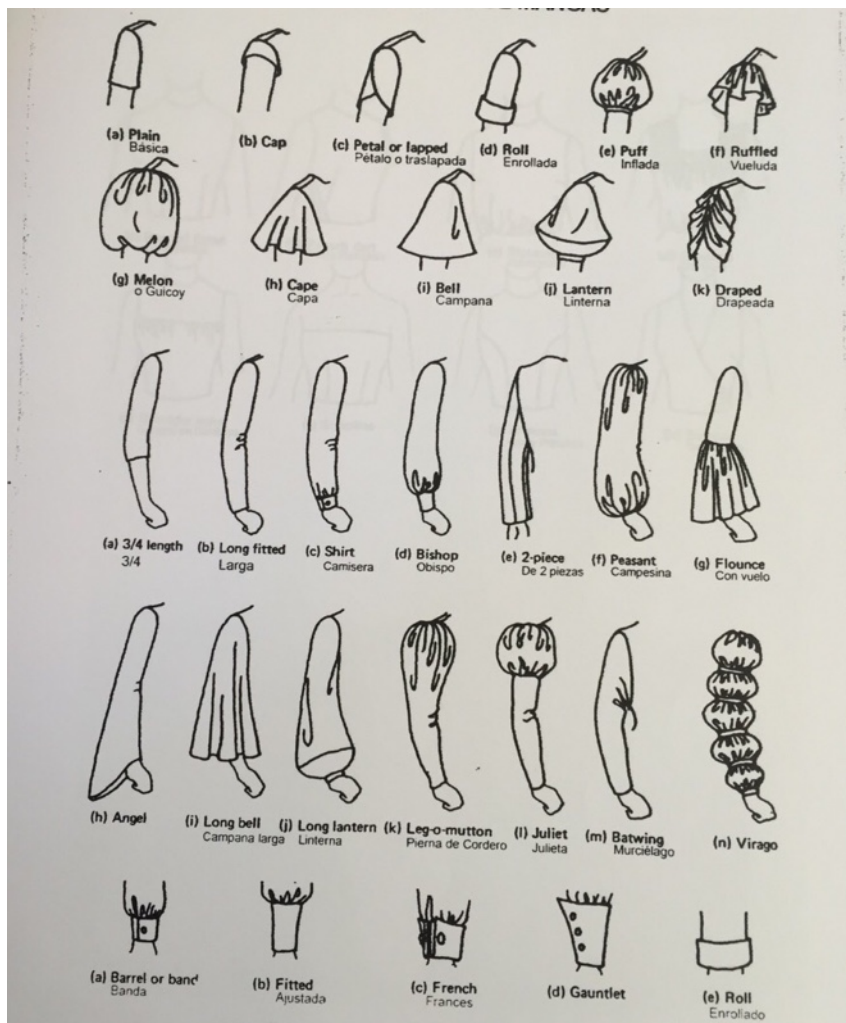 MANGAS
(a) Plain
Básica
(b) Cap
(c) Petal or lapped
Pétalo o traslapada
(d) Roll
Enrollada
(e) Puff
Inflada
(f) Ruffled
Vueluda
(g) Melon
o Guicoy
(h) Cape
Capa
(i) Bell
Campana
(j) Lantern
Linterna
(k) Draped
Drapeada
(a) 3/4 length
3/4
(b) Long fitted
Larga
(c) Shirt
Camisera
(d) Bishop
Obispo
(e) 2-piece
De 2 piezas
(f) Peasant
Campesina
(g) Flounce
Con vuelo
(h) Angel
(i) Long bell
Campana larga
(j) Long lantern
Linterna
(k) Leg-o-mutton
Pierna de Cordero
(l) Juliet
Julieta
(m) Batwing
Murciélago
(n) Virago
(a) Barrel or band
Banda
(b) Fitted
Ajustada
(c) French
Frances
(d) Gauntlet
(e) Roll
Enrollado